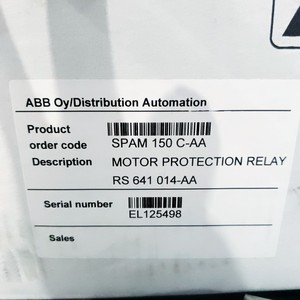 ABB Oy/Distribution Automation
Product
order code SPAM 150 C-AA
Description MOTOR PROTECTION RELAY
RS 641 014-AA
Serial number EL125498
Sales